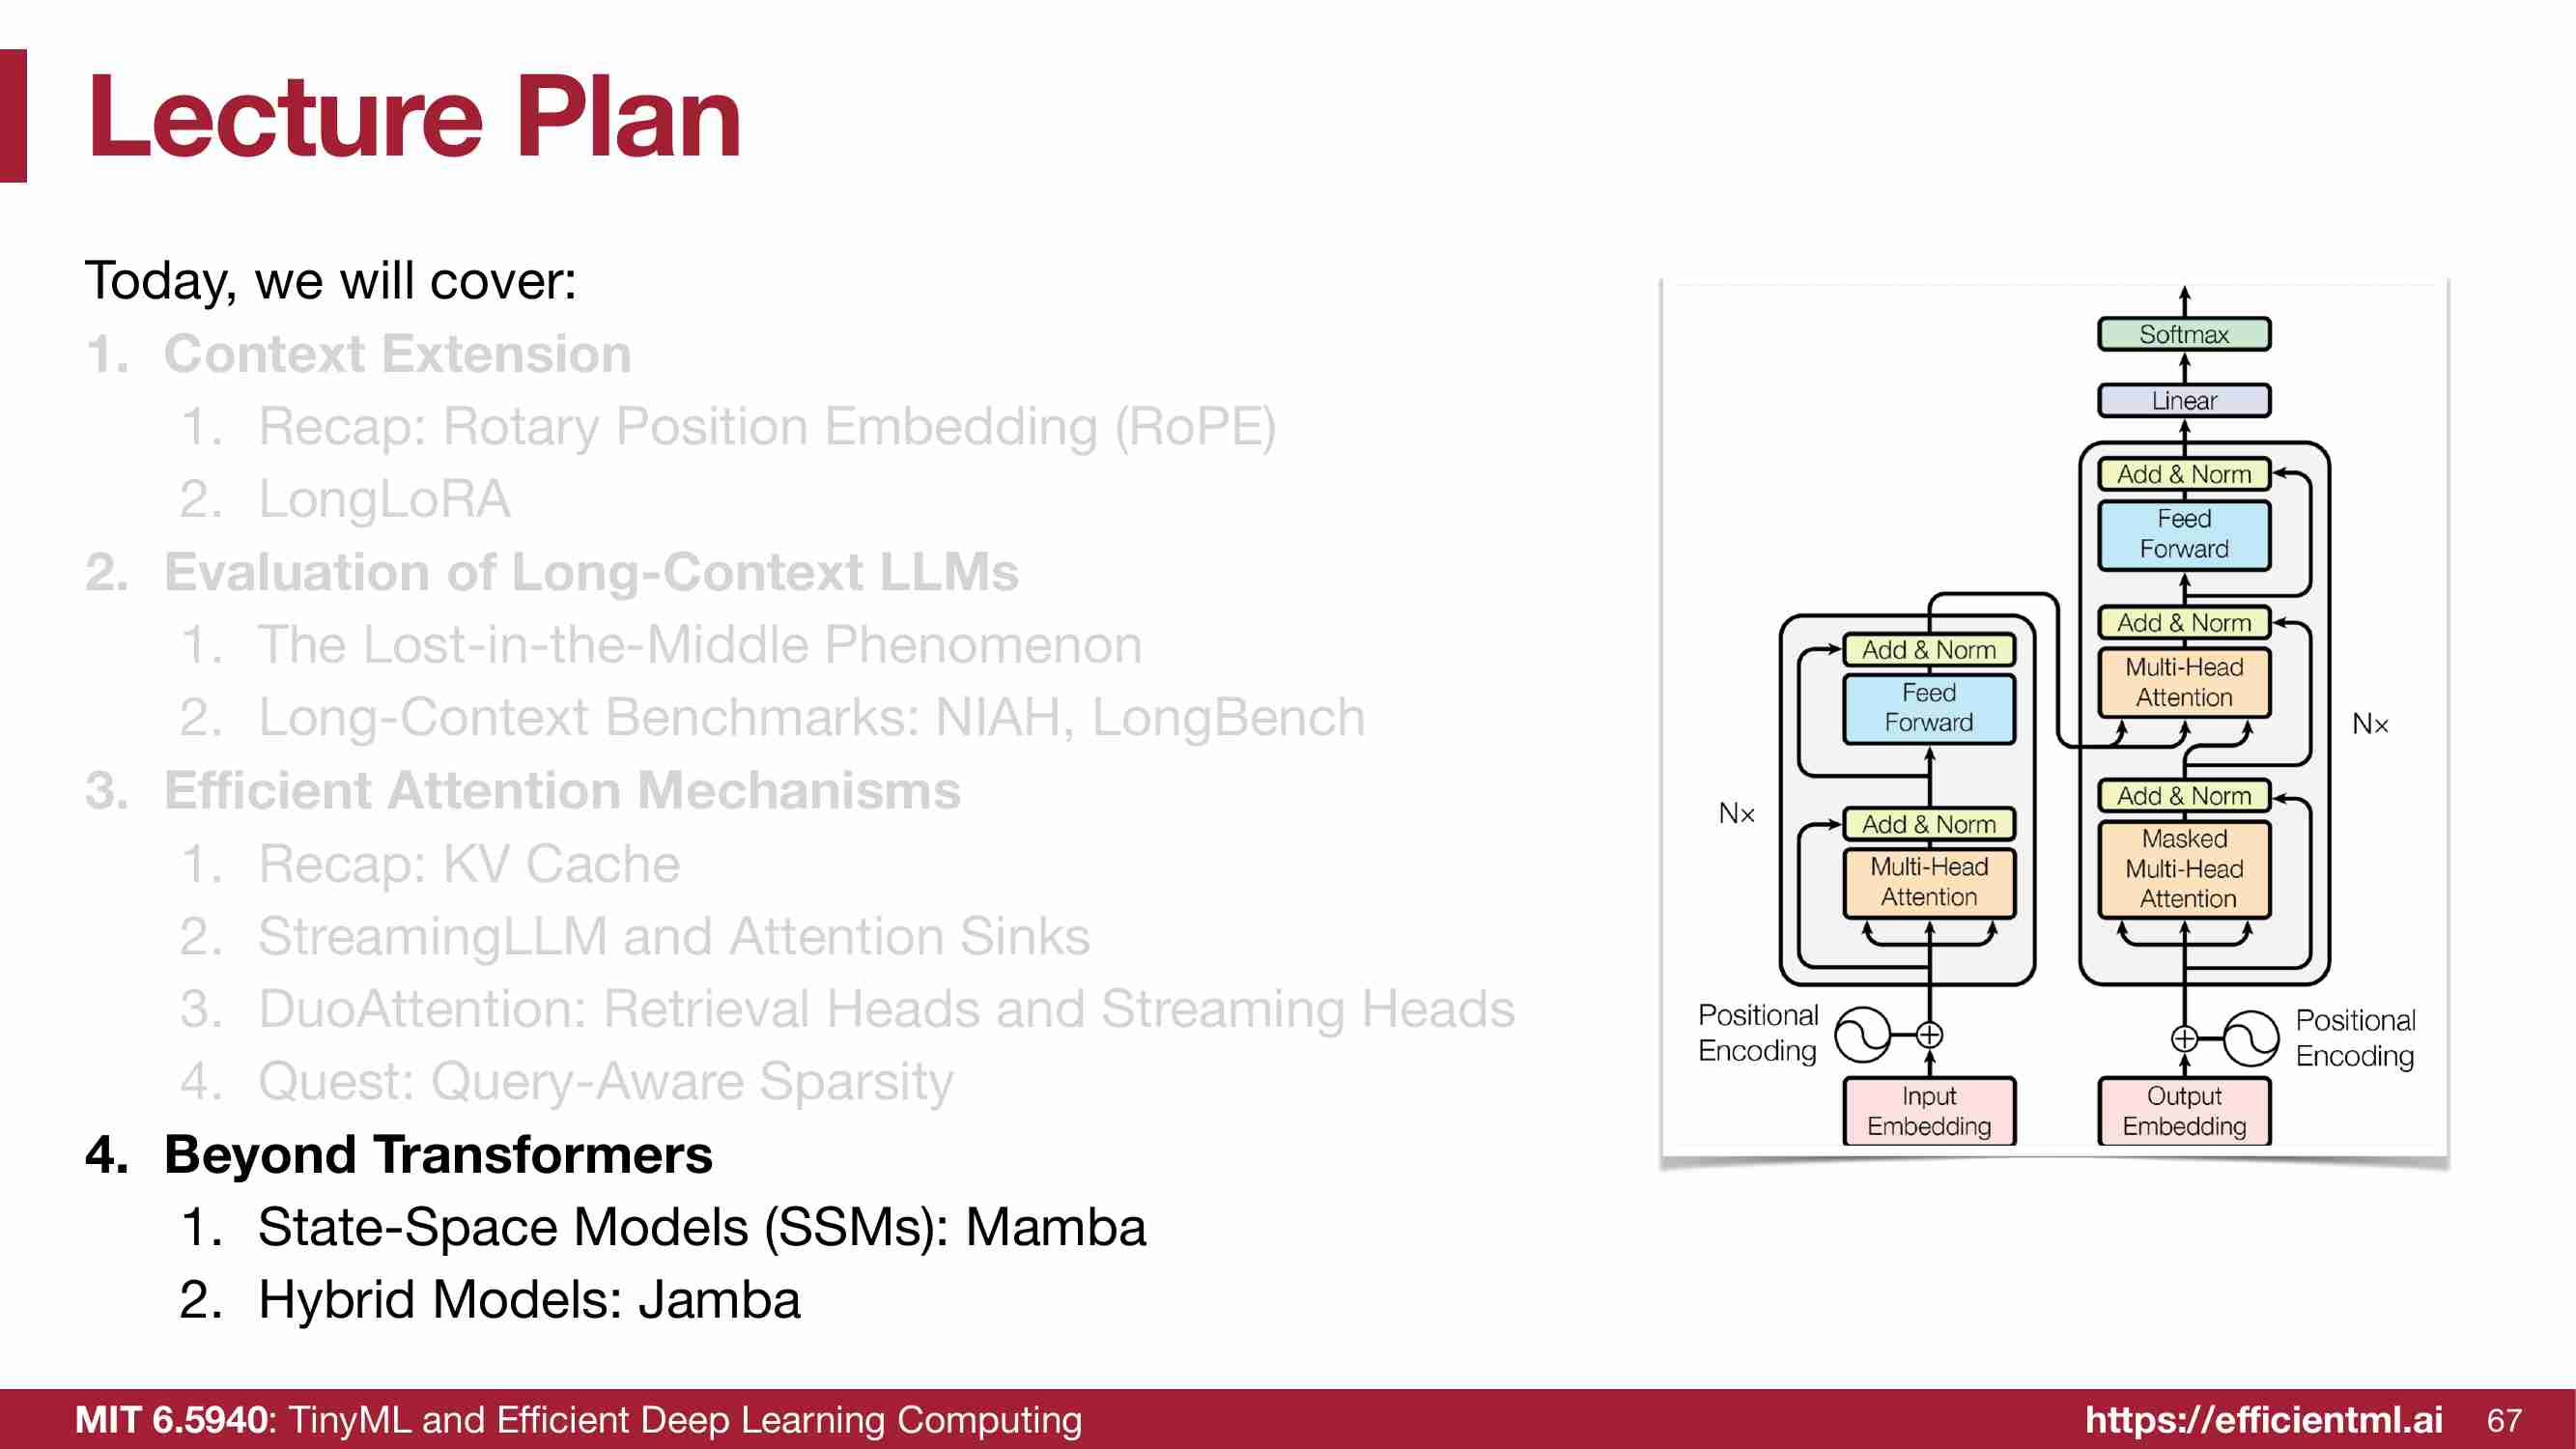 Lecture Plan
Today, we will cover:
1. Context Extension
1. Recap: Rotary Position Embedding (RoPE)
2. LongLoRA
2. Evaluation of Long-Context LLMs
1. The Lost-in-the-Middle Phenomenon
2. Long-Context Benchmarks: NIAH, LongBench
3. Efficient Attention Mechanisms
1. Recap: KV Cache
2. StreamingLLM and Attention Sinks
3. DuoAttention: Retrieval Heads and Streaming Heads
4. Quest: Query-Aware Sparsity
4. Beyond Transformers
1. State-Space Models (SSMs): Mamba
2. Hybrid Models: Jamba
Softmax
Linear
Add & Norm
Feed
Forward
Add & Norm
Multi-Head
Attention
N×
Add & Norm
Masked
Multi-Head
Attention
Add & Norm
Feed
Forward
N×
Add & Norm
Multi-Head
Attention
Positional
Encoding
Positional
Encoding
Input
Embedding
Output
Embedding
MIT 6.5940: TinyML and Efficient Deep Learning Computing
https://efficientml.ai
67